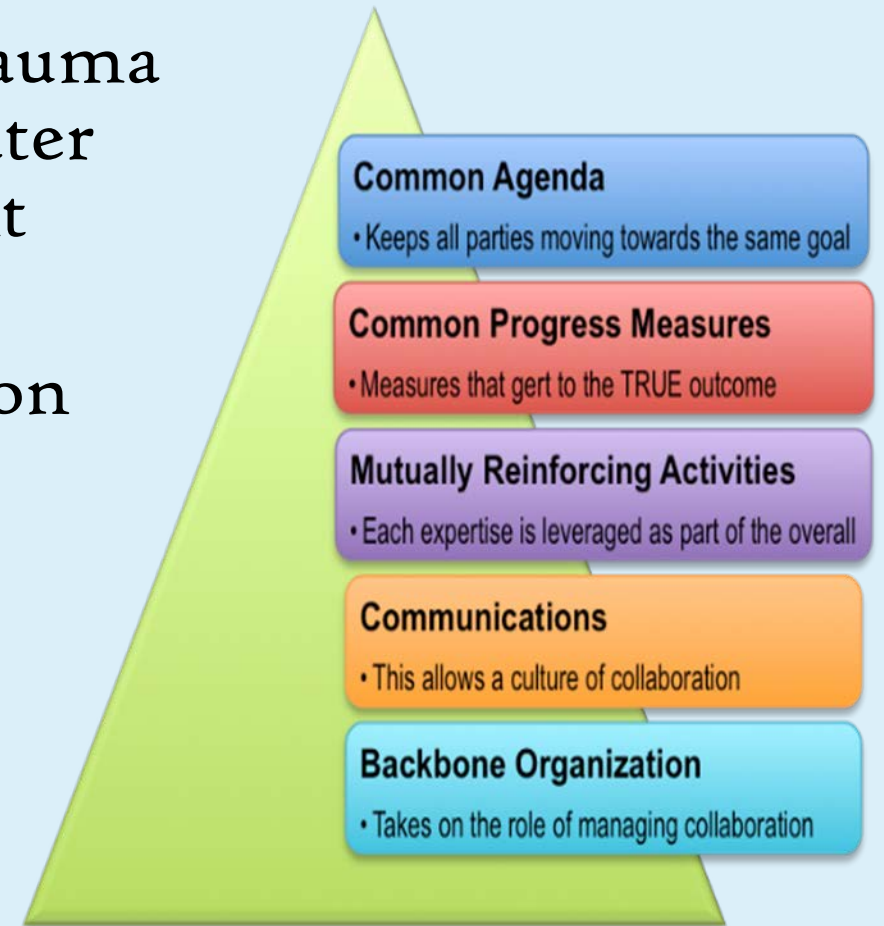 auma
ter
t
on
Common Agenda
• Keeps all parties moving towards the same goal
Common Progress Measures
• Measures that gert to the TRUE outcome
Mutually Reinforcing Activities
• Each expertise is leveraged as part of the overall
Communications
• This allows a culture of collaboration
Backbone Organization
• Takes on the role of managing collaboration